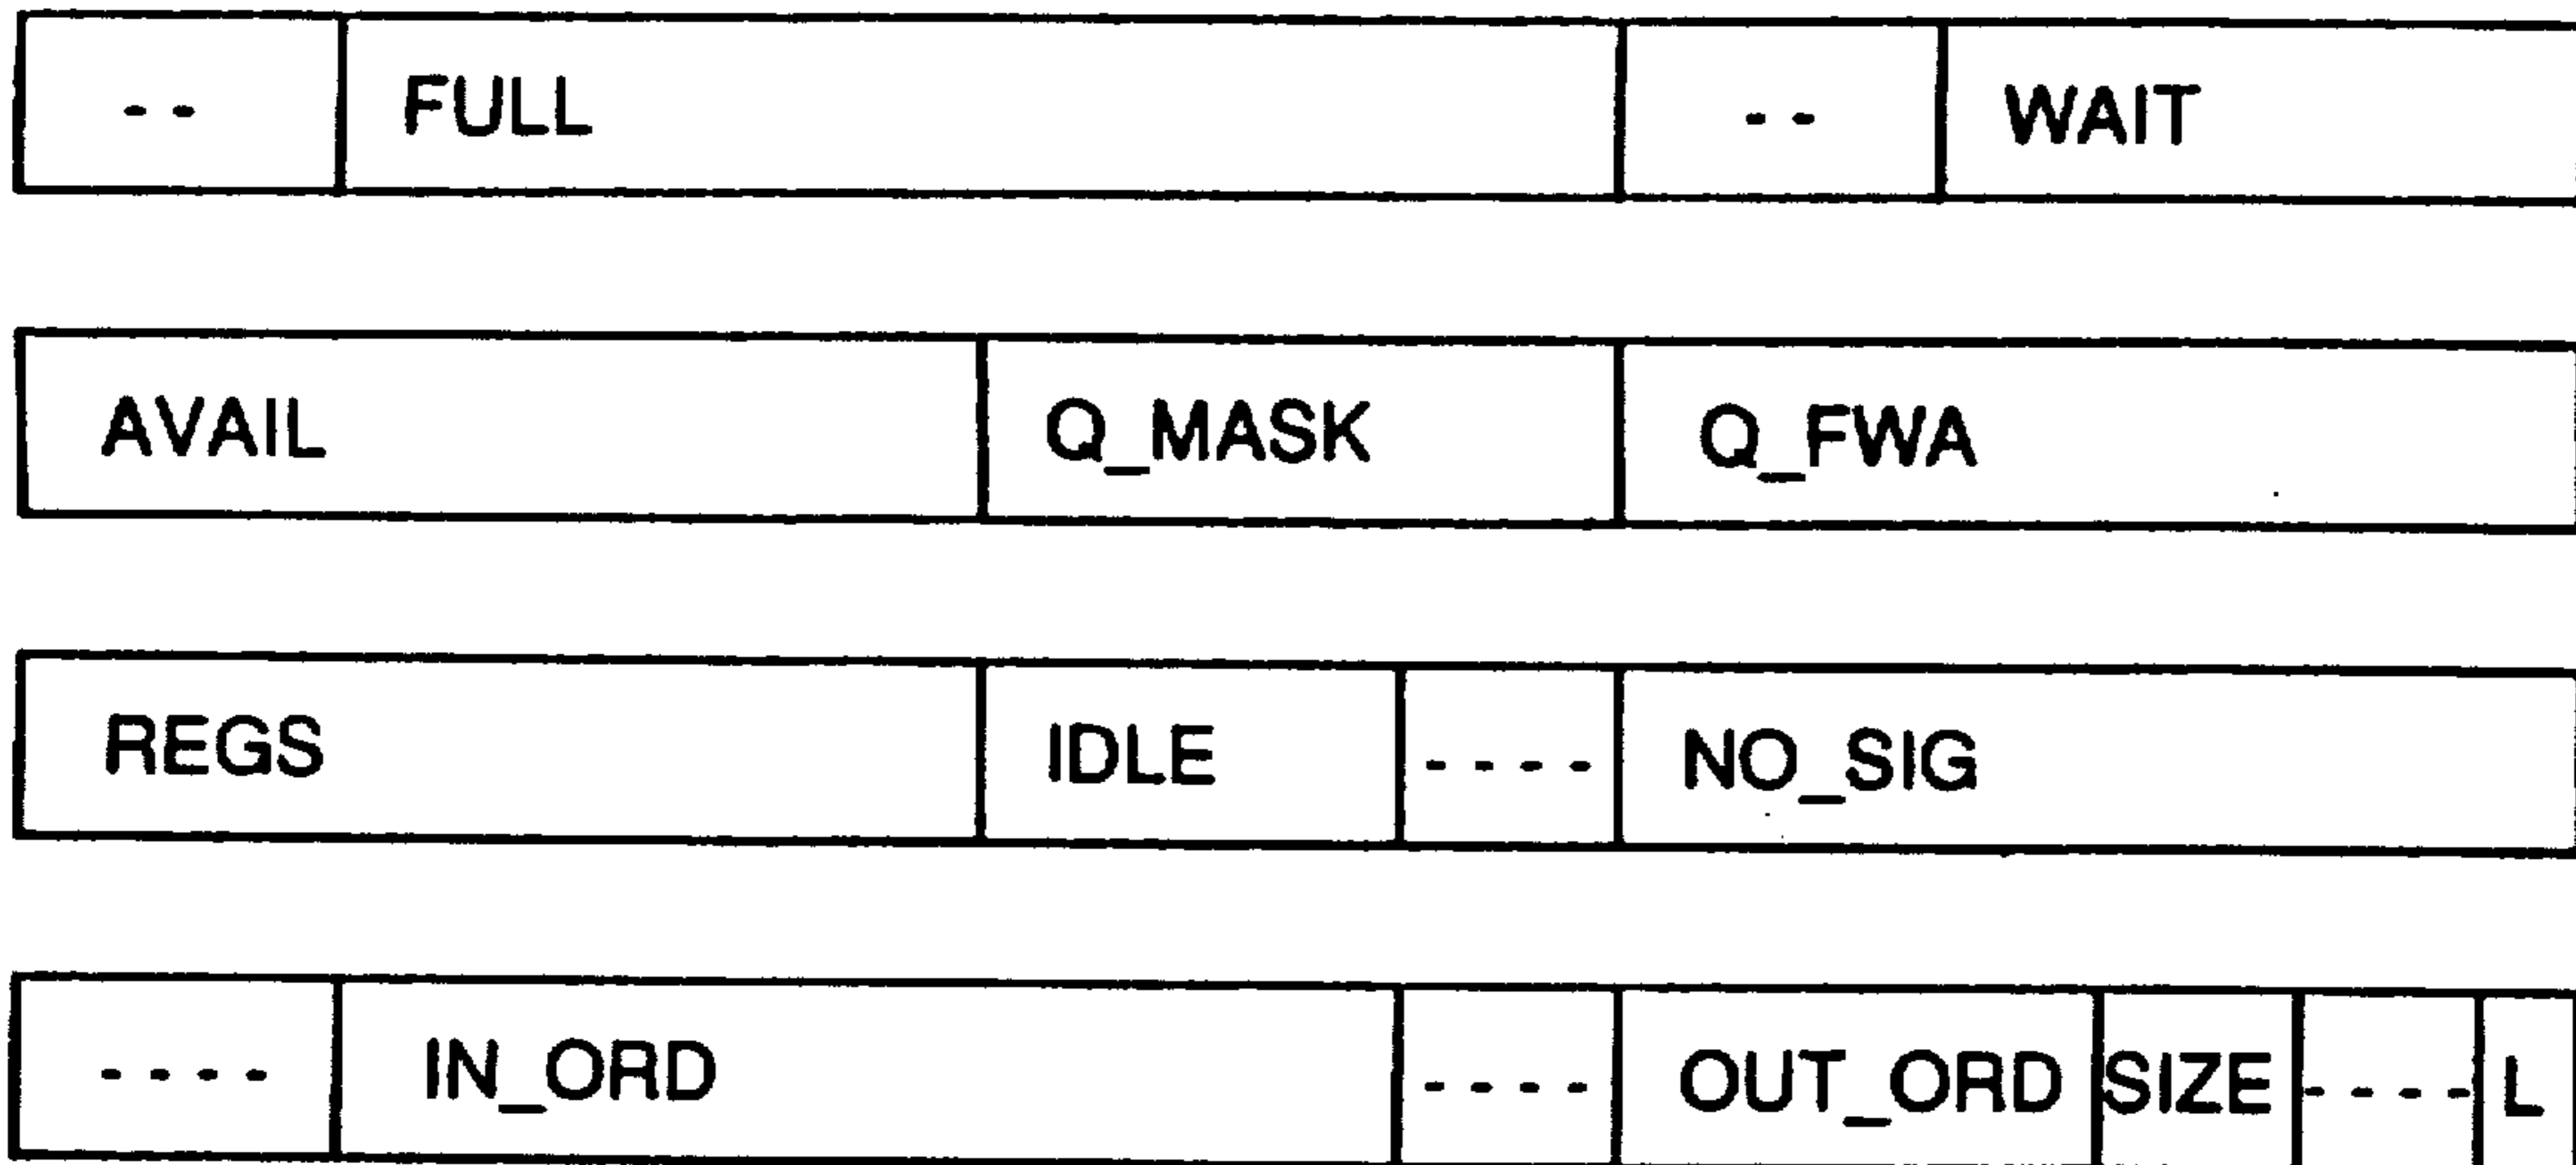 -- FULL -- WAIT
AVAIL Q_MASK Q_FWA
REGS IDLE ---- NO_SIG
---- IN_ORD ---- OUT_ORD SIZE ---- L